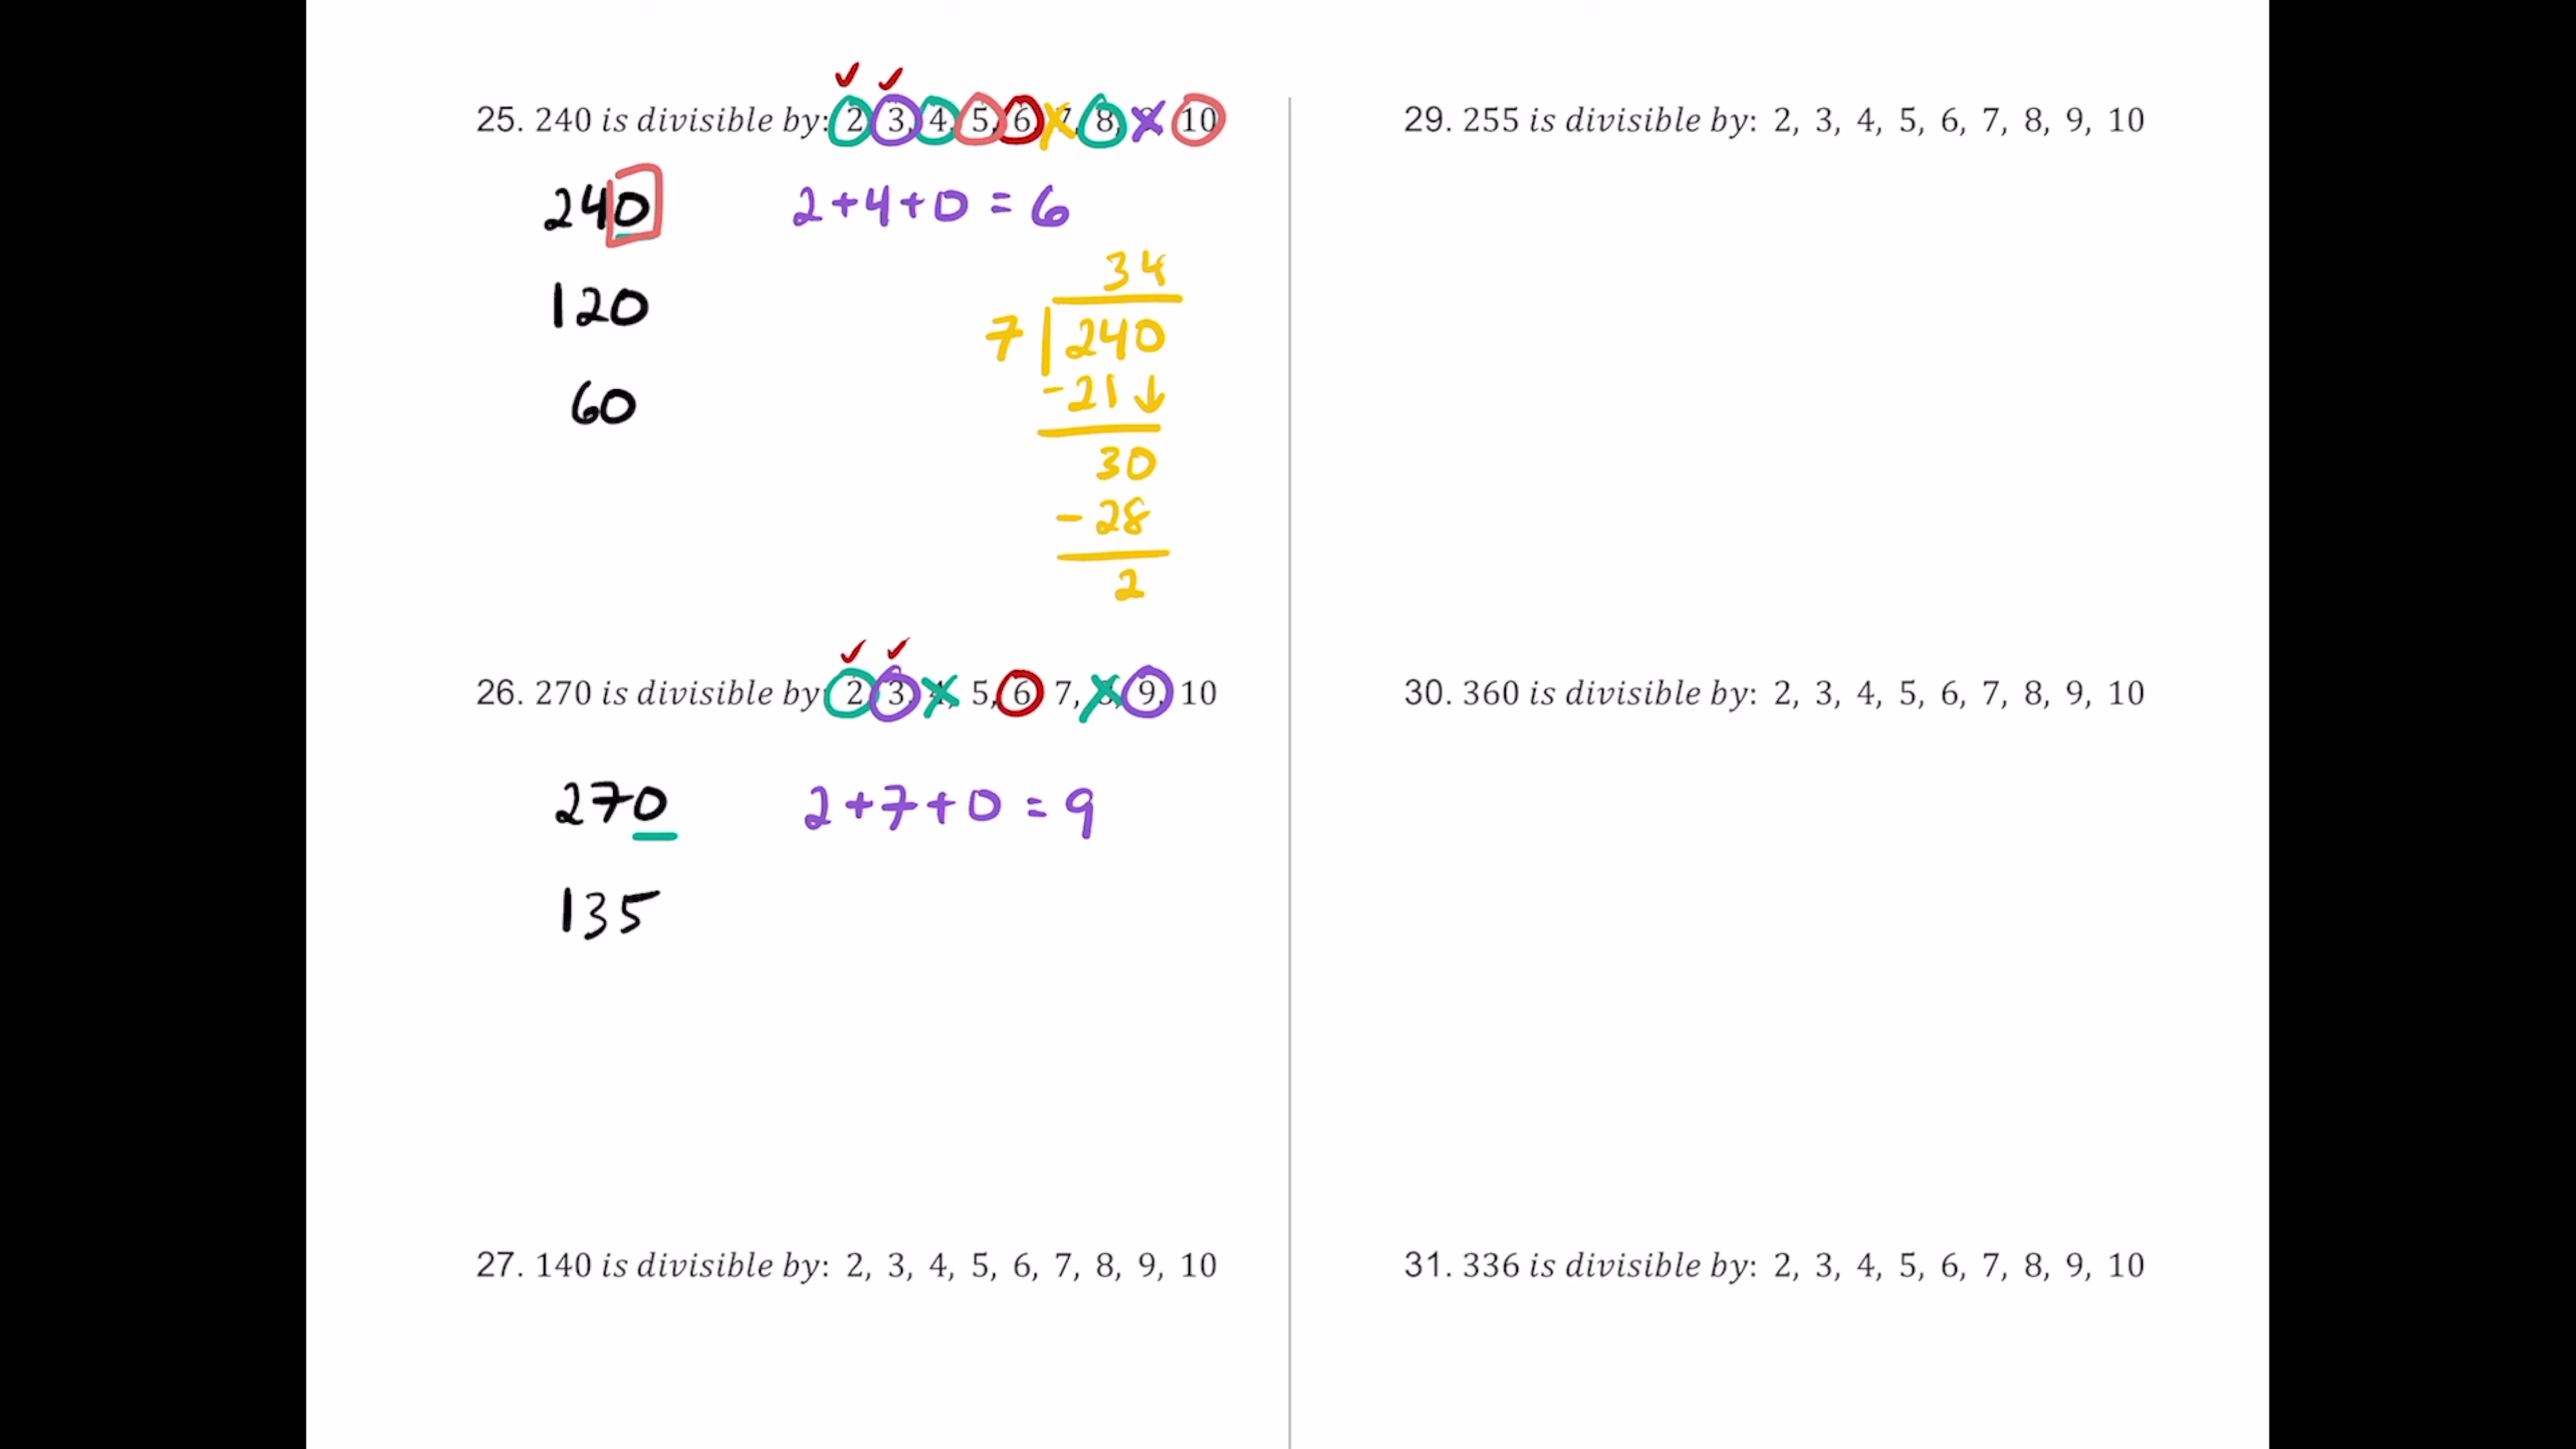 25. 240 is divisible by: 2, 3, 4, 5, 6, 7, 8, 10
240
2+4+0 = 6
120
60
34
7 240
-21↓
30
-28
2
26. 270 is divisible by 2, 3, 4, 5, 6, 7, 8, 9, 10
270
2+7+0 = 9
135
27. 140 is divisible by: 2, 3, 4, 5, 6, 7, 8, 9, 10
29. 255 is divisible by: 2, 3, 4, 5, 6, 7, 8, 9, 10
30. 360 is divisible by: 2, 3, 4, 5, 6, 7, 8, 9, 10
31. 336 is divisible by: 2, 3, 4, 5, 6, 7, 8, 9, 10